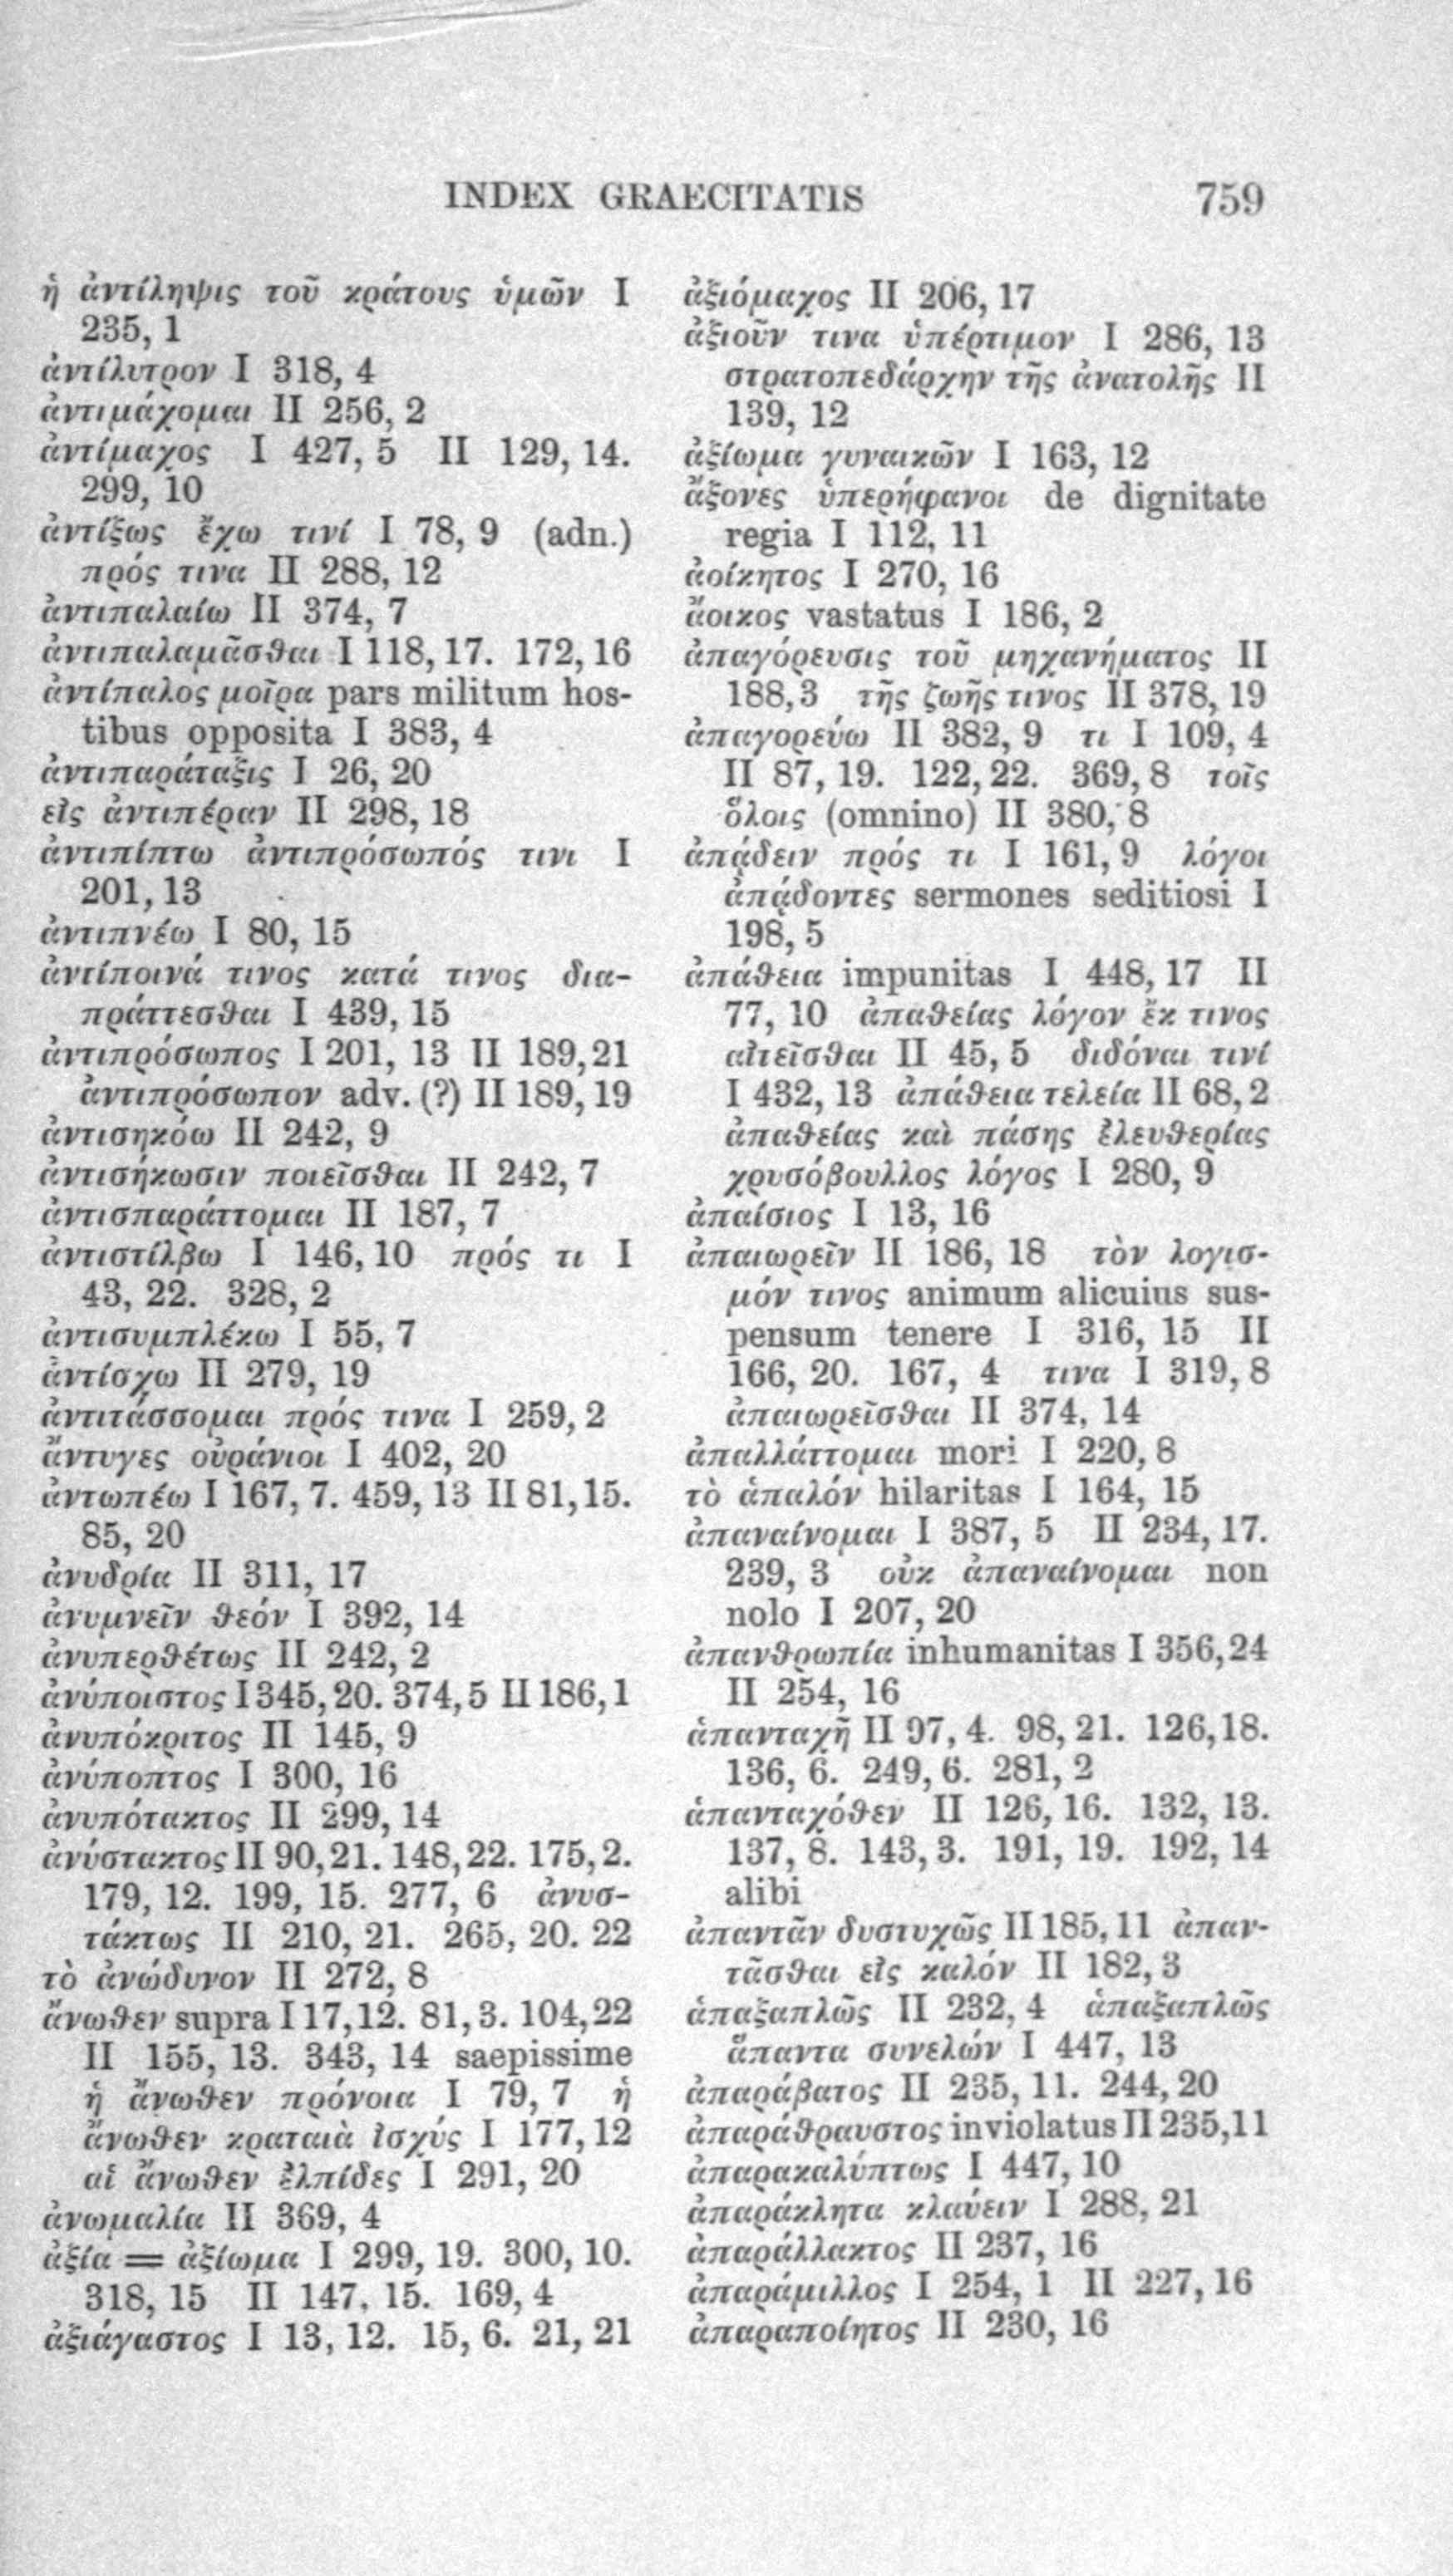 INDEX GRAECITATIS 759
ἡ ἀντίληψις τοῦ κράτους ὑμῶν I
235, 1
ἀντίλυτρον I 318, 4
ἀντιμάχομαι II 256, 2
ἀντίμαχος I 427, 5 II 129, 14.
299, 10
ἀντίξως ἔχω τινί I 78, 9 (adn.)
πρός τινα II 288, 12
ἀντιπαλαίω II 374, 7
ἀντιπαλαμᾶσθαι I 118, 17. 172, 16
ἀντίπαλος μοῖρα pars militum hos-
tibus opposita I 383, 4
ἀντιπαράταξις I 26, 20
εἰς ἀντιπέραν II 298, 18
ἀντιπίπτω ἀντιπρόσωπός τινι I
201, 13
ἀντιπνέω I 80, 15
ἀντίποινά τινος κατά τινος δια-
πράττεσθαι I 439, 15
ἀντιπρόσωπος I 201, 13 II 189, 21
ἀντιπρόσωπον adv. (?) II 189, 19
ἀντισηκόω II 242, 9
ἀντισήκωσιν ποιεῖσθαι II 242, 7
ἀντισπαράττομαι II 187, 7
ἀντιστίλβω I 146, 10 πρός τι I
43, 22. 328, 2
ἀντισυμπλέκω I 55, 7
ἀντίσχω II 279, 19
ἀντιτάσσομαι πρός τινα I 259, 2
ἄντυγες οὐράνιοι I 402, 20
ἀντωπέω I 167, 7. 459, 13 II 81, 15.
85, 20
ἀνυδρία II 311, 17
ἀνυμνεῖν θεόν I 392, 14
ἀνυπερθέτως II 242, 2
ἀνύποιστος I 345, 20. 374, 5 II 186, 1
ἀνυπόκριτος II 145, 9
ἀνύποπτος I 300, 16
ἀνυπότακτος II 299, 14
ἀνύστακτος II 90, 21. 148, 22. 175, 2.
179, 12. 199, 15. 277, 6 ἀνυσ-
τάκτως II 210, 21. 265, 20. 22
τὸ ἀνώδυνον II 272, 8
ἄνωθεν supra I 17, 12. 81, 3. 104, 22
II 155, 13. 343, 14 saepissime
ἡ ἄνωθεν πρόνοια I 79, 7 ἡ
ἄνωθεν κραταιὰ ἰσχύς I 177, 12
αἱ ἄνωθεν ἐλπίδες I 291, 20
ἀνωμαλία II 369, 4
ἀξία = ἀξίωμα I 299, 19. 300, 10.
318, 15 II 147, 15. 169, 4
ἀξιάγαστος I 13, 12. 15, 6. 21, 21
ἀξιόμαχος II 206, 17
ἀξιοῦν τινα ὑπέρτιμον I 286, 13
στρατοπεδάρχην τῆς ἀνατολῆς II
139, 12
ἀξίωμα γυναικῶν I 163, 12
ἄξονες ὑπερήφανοι de dignitate
regia I 112, 11
ἀοίκητος I 270, 16
ἄοικος vastatus I 186, 2
ἀπαγόρευσις τοῦ μηχανήματος II
188, 3 τῆς ζωῆς τινος II 378, 19
ἀπαγορεύω II 382, 9 τι I 109, 4
II 87, 19. 122, 22. 369, 8 τοῖς
ὅλοις (omnino) II 380, 8
ἀπᾴδειν πρός τι I 161, 9 λόγοι
ἀπᾴδοντες sermones seditiosi I
198, 5
ἀπάθεια impunitas I 448, 17 II
77, 10 ἀπαθείας λόγον ἔκ τινος
αἰτεῖσθαι II 45, 5 διδόναι τινί
I 432, 13 ἀπάθεια τελεία II 68, 2
ἀπαθείας καὶ πάσης ἐλευθερίας
χρυσόβουλλος λόγος I 280, 9
ἀπαίσιος I 13, 16
ἀπαιωρεῖν II 186, 18 τὸν λογισ-
μόν τινος animum alicuius sus-
pensum tenere I 316, 15 II
166, 20. 167, 4 τινα I 319, 8
ἀπαιωρεῖσθαι II 374, 14
ἀπαλλάττομαι mori I 220, 8
τὸ ἁπαλόν hilaritas I 164, 15
ἀπαναίνομαι I 387, 5 II 234, 17.
239, 3 οὐκ ἀπαναίνομαι non
nolo I 207, 20
ἀπανθρωπία inhumanitas I 356, 24
II 254, 16
ἁπανταχῇ II 97, 4. 98, 21. 126, 18.
136, 6. 249, 6. 281, 2
ἁπανταχόθεν II 126, 16. 132, 13.
137, 8. 143, 3. 191, 19. 192, 14
alibi
ἀπαντᾶν δυστυχῶς II 185, 11 ἀπαν-
τᾶσθαι εἰς καλόν II 182, 3
ἁπαξαπλῶς II 232, 4 ἁπαξαπλῶς
ἅπαντα συνελών I 447, 13
ἀπαράβατος II 235, 11. 244, 20
ἀπαράθραυστος inviolatus II 235, 11
ἀπαρακαλύπτως I 447, 10
ἀπαράκλητα κλαύειν I 288, 21
ἀπαράλλακτος II 237, 16
ἀπαράμιλλος I 254, 1 II 227, 16
ἀπαραποίητος II 230, 16